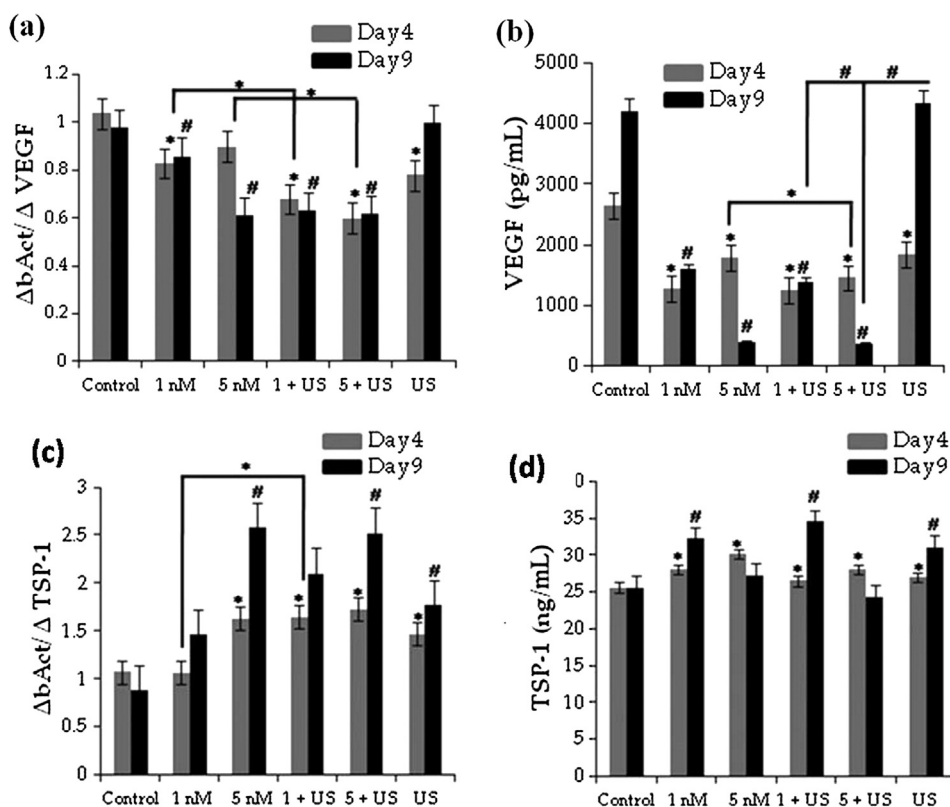 (a)
Day4
Day9
ΔbAct/Δ VEGF
1.2
1
0.8
0.6
0.4
0.2
0
* *
* # # * # * # *
Control 1 nM 5 nM 1 + US 5 + US US
(b)
Day4
Day9
VEGF (pg/mL)
5000
4000
3000
2000
1000
0
# #
*
* # * # * # * # *
Control 1 nM 5 nM 1 + US 5 + US US
(c)
Day4
Day9
ΔbAct/Δ TSP-1
3
2.5
2
1.5
1
0.5
0
*
* # * * # * #
Control 1 nM 5 nM 1 + US 5 + US US
(d)
Day4
Day9
TSP-1 (ng/mL)
0
35
30
25
20
15
10
5
0
* # * * # * * #
Control 1 nM 5 nM 1 + US 5 + US US